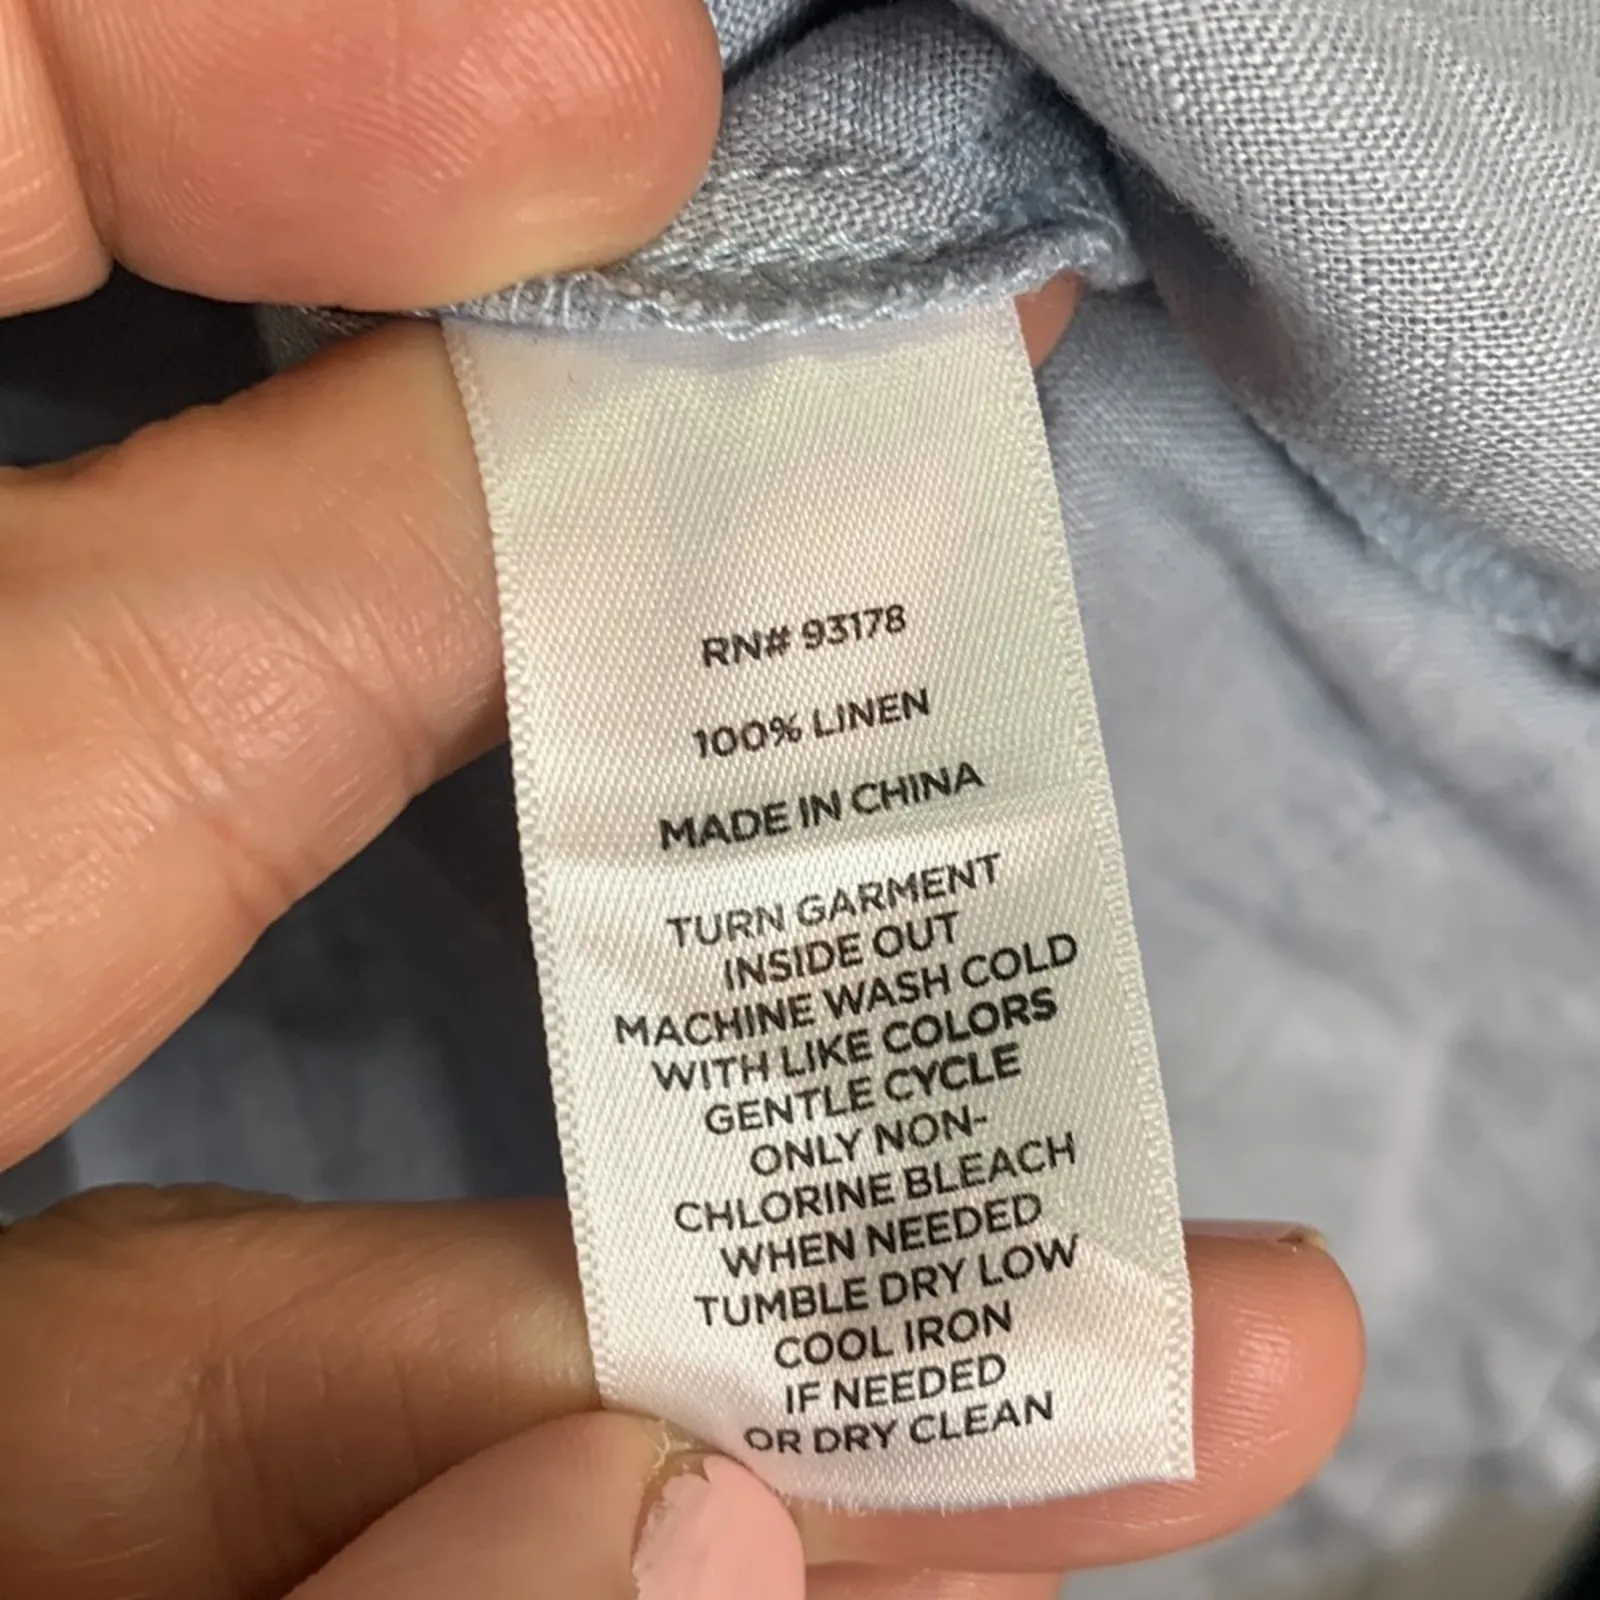 RN# 93178
100% LINEN
MADE IN CHINA
TURN GARMENT
INSIDE OUT
MACHINE WASH COLD
WITH LIKE COLORS
GENTLE CYCLE
ONLY NON-
CHLORINE BLEACH
WHEN NEEDED
TUMBLE DRY LOW
COOL IRON
IF NEEDED
OR DRY CLEAN